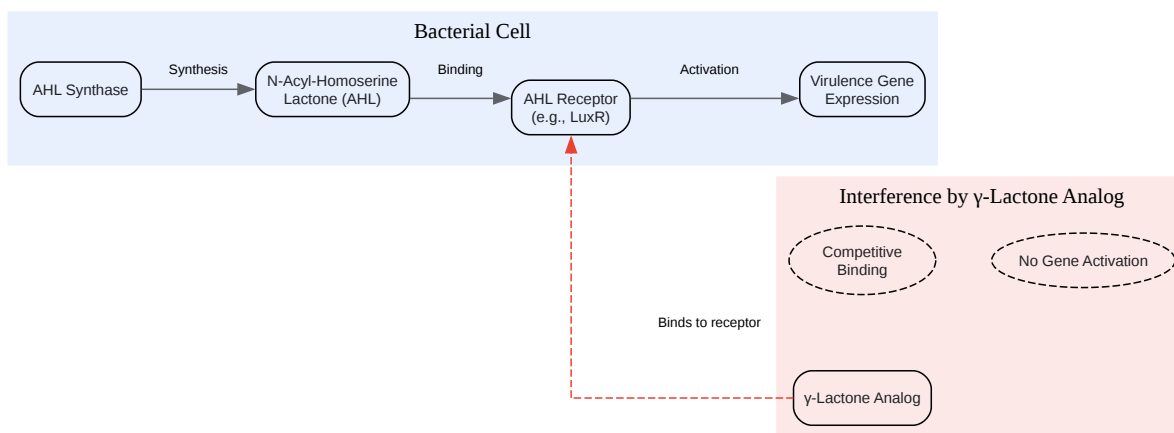 Bacterial Cell
Synthesis
Binding
Activation
AHL Synthase
N-Acyl-Homoserine
Lactone (AHL)
AHL Receptor
(e.g., LuxR)
Virulence Gene
Expression
Interference by γ-Lactone Analog
Competitive
Binding
No Gene Activation
Binds to receptor
γ-Lactone Analog